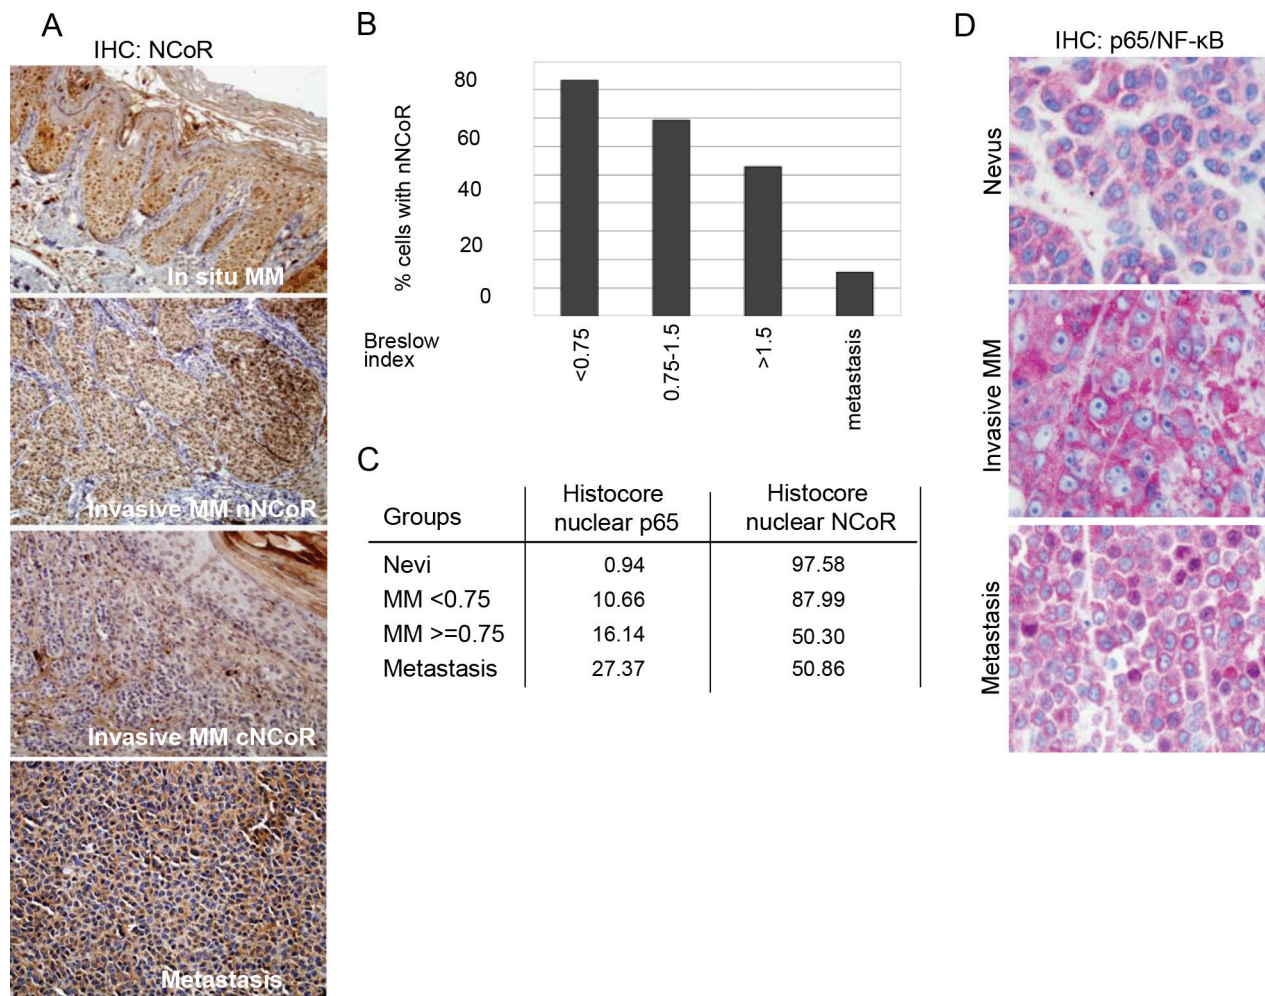 A
IHC: NCoR
In situ MM
Invasive MM nNCoR
Invasive MM cNCoR
Metastasis
B
% cells with nNCoR
80
60
40
20
0
Breslow
index
<0.75
0.75-1.5
>1.5
metastasis
C
Groups
Histocore
nuclear p65
Histocore
nuclear NCoR
Nevi 0.94 97.58
MM <0.75 10.66 87.99
MM >=0.75 16.14 50.30
Metastasis 27.37 50.86
D
IHC: p65/NF-κB
Nevus
Invasive MM
Metastasis